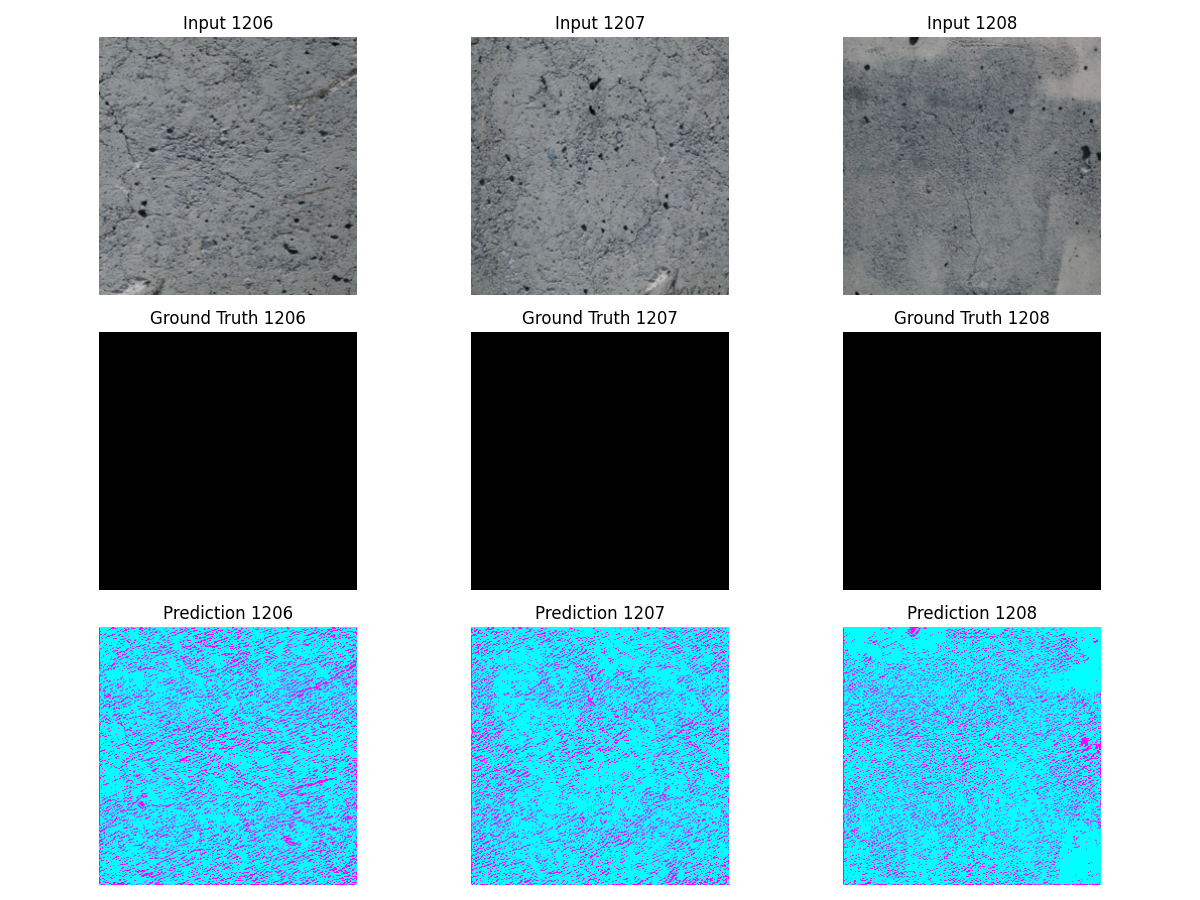 Input 1206
Input 1207
Input 1208
Ground Truth 1206
Ground Truth 1207
Ground Truth 1208
Prediction 1206
Prediction 1207
Prediction 1208